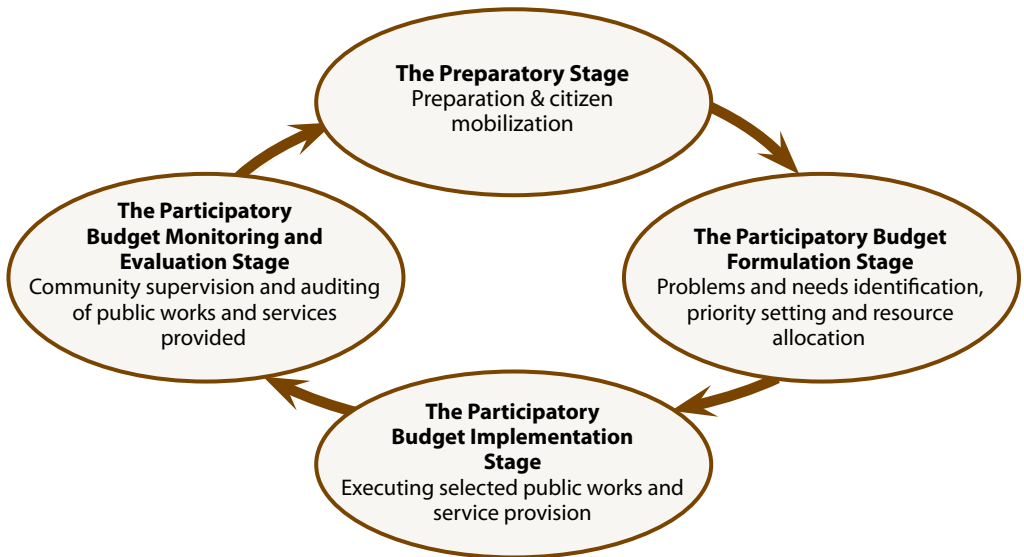 The Preparatory Stage
Preparation & citizen
mobilization
The Participatory Budget
Formulation Stage
Problems and needs identification,
priority setting and resource
allocation
The Participatory
Budget Implementation
Stage
Executing selected public works and
service provision
The Participatory
Budget Monitoring and
Evaluation Stage
Community supervision and auditing
of public works and services
provided